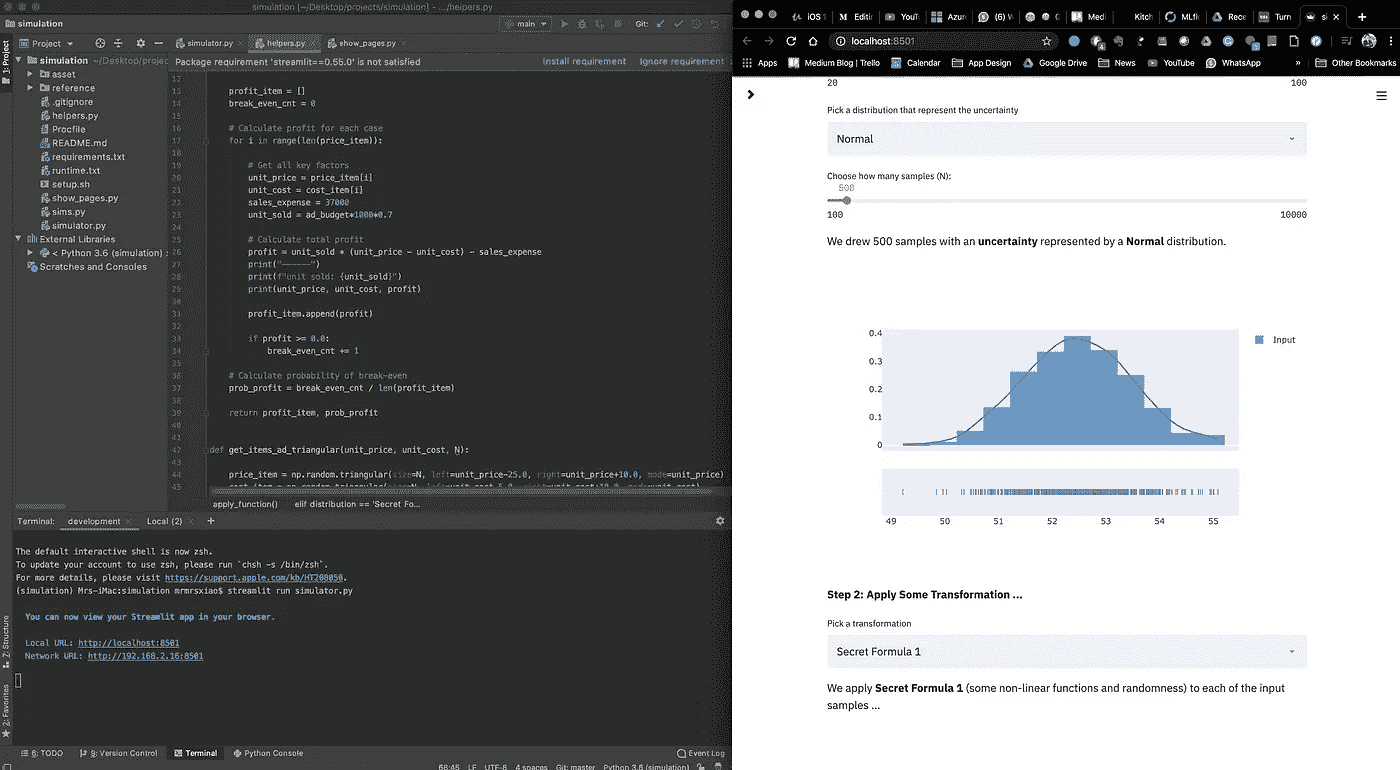 simulation [~/Desktop/projects/simulation] - .../helpers.py
simulation
main
Git:
Project
simulator.py
helpers.py
show_pages.py
1: Project
simulation ~/Desktop/projec
asset
reference
.gitignore
helpers.py
Procfile
README.md
requirements.txt
runtime.txt
setup.sh
show_pages.py
sims.py
simulator.py
External Libraries
< Python 3.6 (simulation)
Scratches and Consoles
Package requirement 'streamlit==0.55.0' is not satisfied
Install requirement
Ignore requirement
12
13 profit_item = []
14 break_even_cnt = 0
15
16 # Calculate profit for each case
17 for i in range(len(price_item)):
18
19 # Get all key factors
20 unit_price = price_item[i]
21 unit_cost = cost_item[i]
22 sales_expense = 37000
23 unit_sold = ad_budget*1000*0.7
24
25 # Calculate total profit
26 profit = unit_sold * (unit_price - unit_cost) - sales_expense
27 print("——————")
28 print(f"unit sold: {unit_sold}")
29 print(unit_price, unit_cost, profit)
30
31 profit_item.append(profit)
32
33 if profit >= 0.0:
34 break_even_cnt += 1
35
36 # Calculate probability of break-even
37 prob_profit = break_even_cnt / len(profit_item)
38
39 return profit_item, prob_profit
40
41
42 def get_items_ad_triangular(unit_price, unit_cost, N):
43
44 price_item = np.random.triangular(size=N, left=unit_price-25.0, right=unit_price+10.0, mode=unit_price)
45
apply_function()
elif distribution == 'Secret Fo...
Terminal:
development
Local (2)
+
The default interactive shell is now zsh.
To update your account to use zsh, please run `chsh -s /bin/zsh`.
For more details, please visit https://support.apple.com/kb/HT208050.
(simulation) Mrs-iMac:simulation mrmrsxiao$ streamlit run simulator.py
You can now view your Streamlit app in your browser.
Local URL: http://localhost:8501
Network URL: http://192.168.2.16:8501
Z: Structure
2: Favorites
6: TODO
9: Version Control
Terminal
Python Console
Event Log
68:45
LF
UTF-8
4 spaces
Git: master
Python 3.6 (simulation)
iOS 1
Editi
YouTu
Azur
(6) W
Medi
Kitch
MLfl
Rece
Turn
si
localhost:8501
Apps
Medium Blog | Trello
Calendar
App Design
Google Drive
News
YouTube
WhatsApp
»
Other Bookmarks
20
100
Pick a distribution that represent the uncertainty
Normal
Choose how many samples (N):
500
100
10000
We drew 500 samples with an uncertainty represented by a Normal distribution.
0.4
0.3
0.2
0.1
0
Input
49 50 51 52 53 54 55
Step 2: Apply Some Transformation ...
Pick a transformation
Secret Formula 1
We apply Secret Formula 1 (some non-linear functions and randomness) to each of the input
samples ...